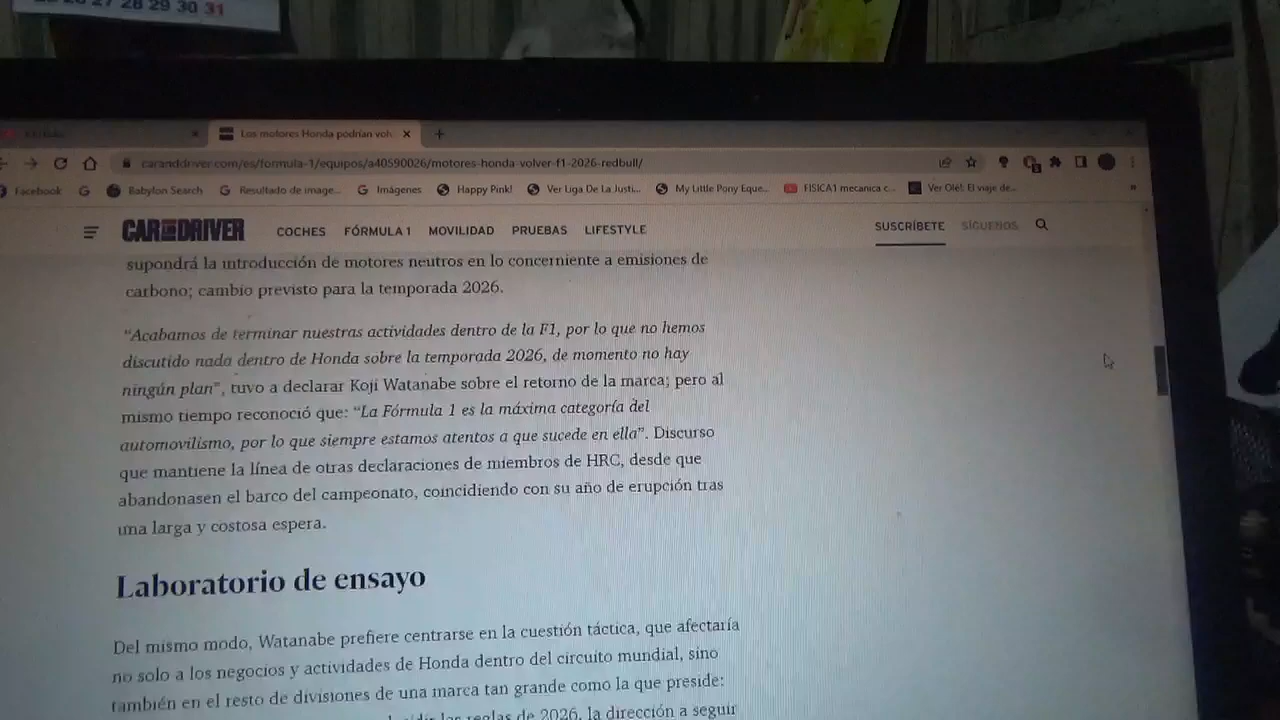 27 28 29 30 31
Los motores Honda podrían volv
caranddriver.com/es/formula-1/equipos/a40590026/motores-honda-volver-f1-2026-redbull/
Facebook Babylon Search Resultado de image... Imágenes Happy Pink! Ver Liga De La Justi... My Little Pony Eque... FISICA1 mecanica c... Ver Olé!. El viaje de...
CAR AND DRIVER COCHES FÓRMULA 1 MOVILIDAD PRUEBAS LIFESTYLE SUSCRÍBETE SÍGUENOS
supondrá la introducción de motores neutros en lo concerniente a emisiones de
carbono; cambio previsto para la temporada 2026.
“Acabamos de terminar nuestras actividades dentro de la F1, por lo que no hemos
discutido nada dentro de Honda sobre la temporada 2026, de momento no hay
ningún plan”, tuvo a declarar Koji Watanabe sobre el retorno de la marca; pero al
mismo tiempo reconoció que: “La Fórmula 1 es la máxima categoría del
automovilismo, por lo que siempre estamos atentos a que sucede en ella”. Discurso
que mantiene la línea de otras declaraciones de miembros de HRC, desde que
abandonasen el barco del campeonato, coincidiendo con su año de erupción tras
una larga y costosa espera.
Laboratorio de ensayo
Del mismo modo, Watanabe prefiere centrarse en la cuestión táctica, que afectaría
no solo a los negocios y actividades de Honda dentro del circuito mundial, sino
también en el resto de divisiones de una marca tan grande como la que preside:
las reglas de 2026, la dirección a seguir